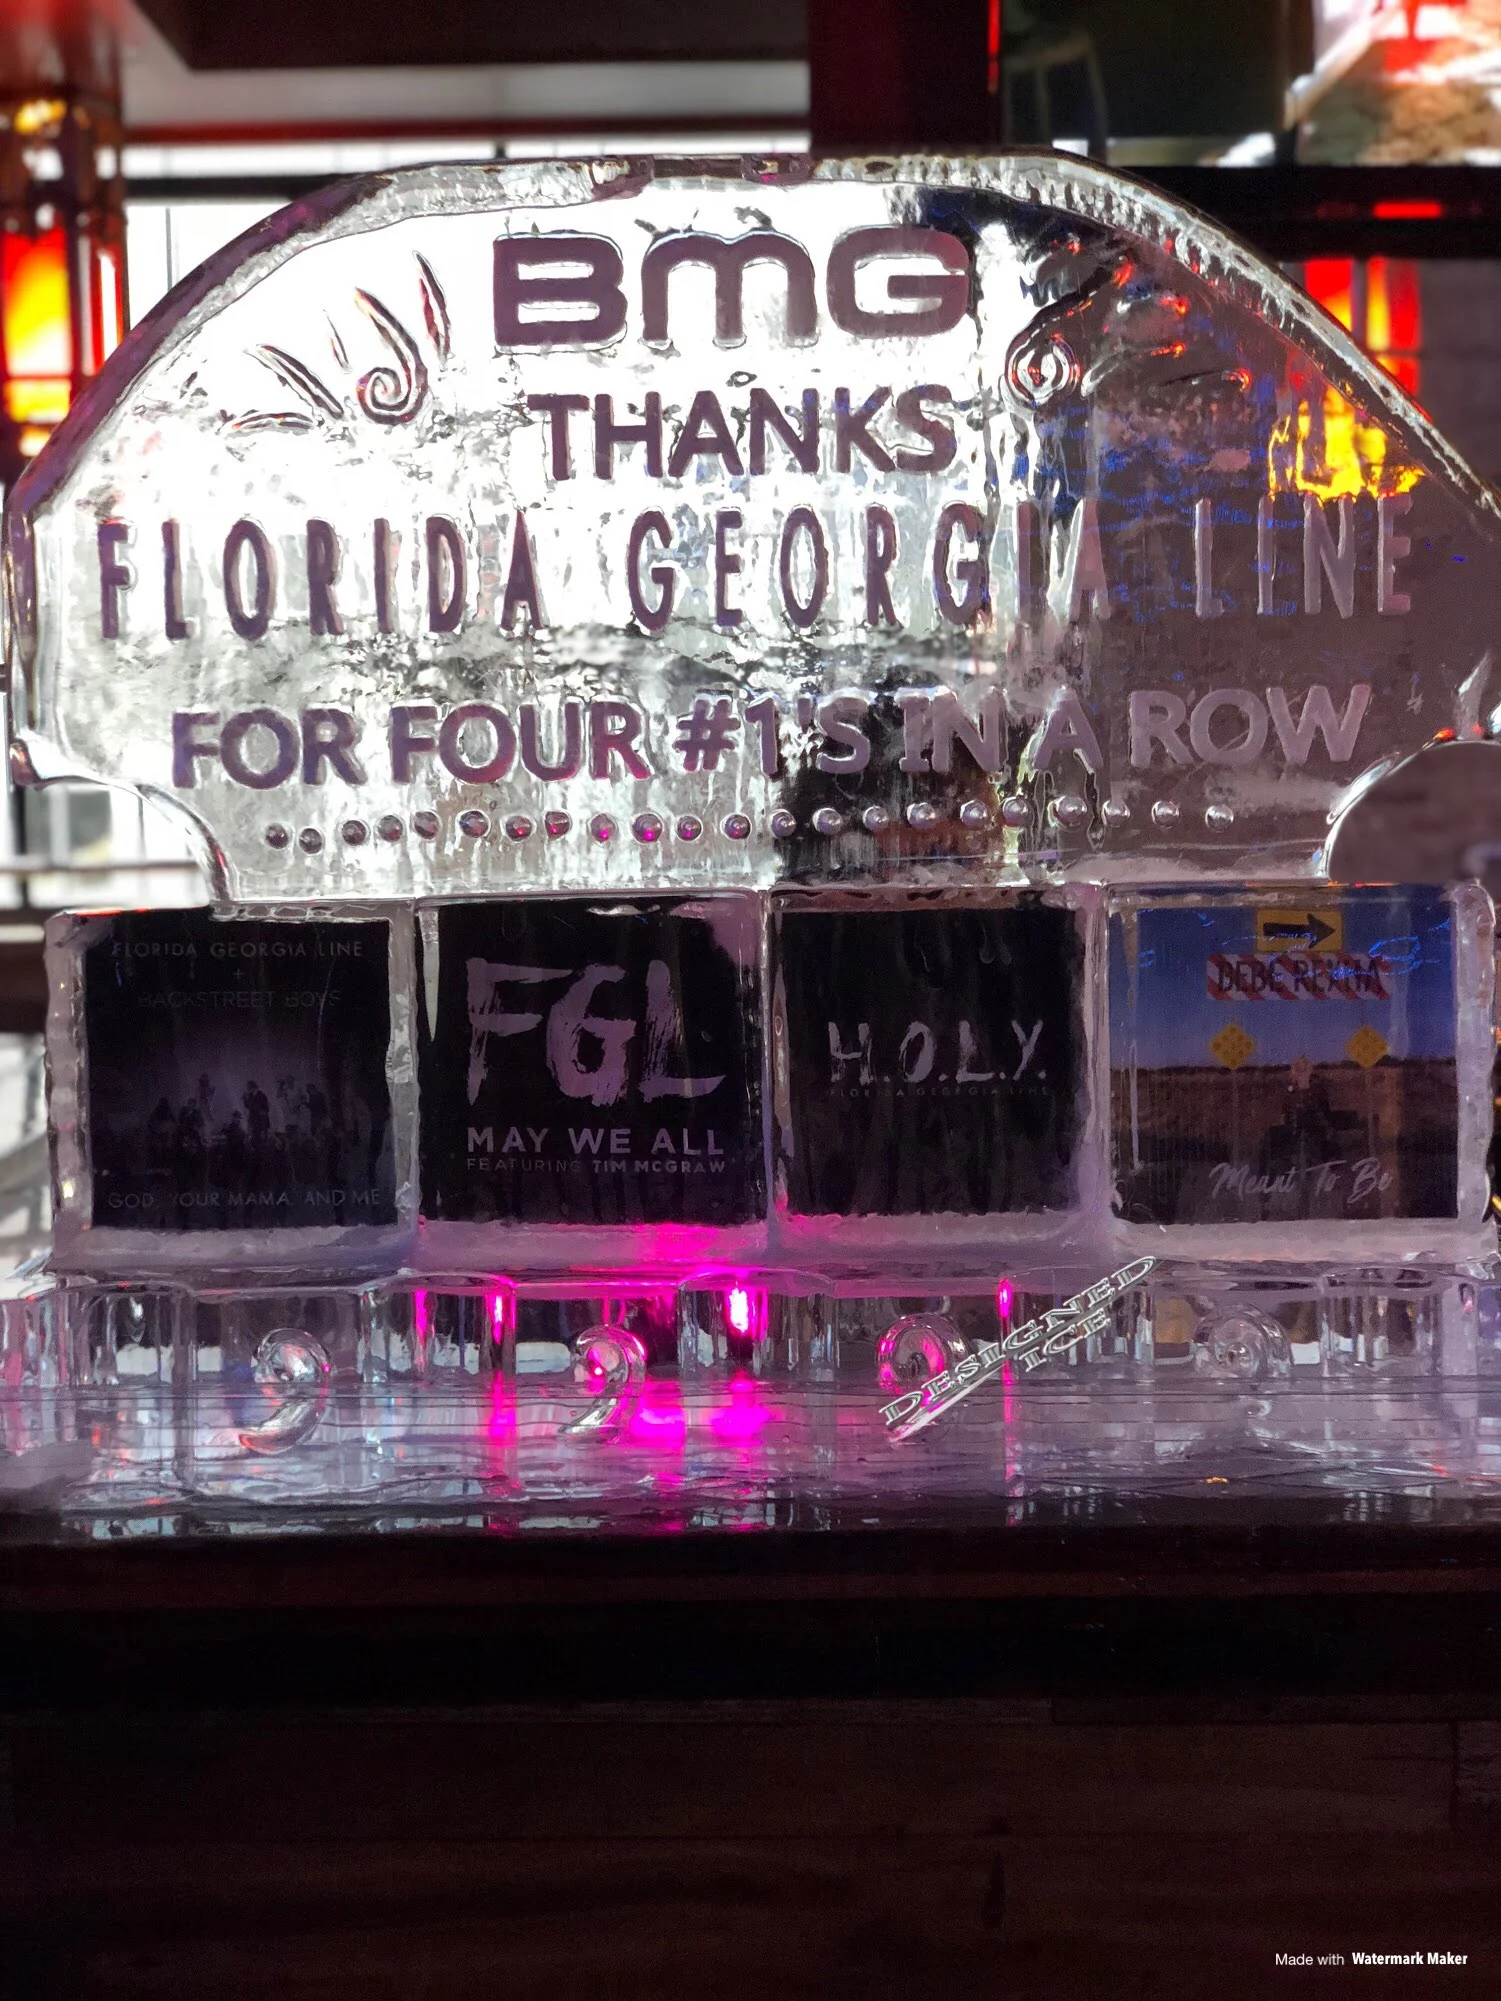 BMG
THANKS
FLORIDA GEORGIA LINE
FOR FOUR #1'S IN A ROW
FLORIDA GEORGIA LINE
+
BACKSTREET BOYS
GOD, YOUR MAMA, AND ME
FGL
MAY WE ALL
FEATURING TIM MCGRAW
H.O.L.Y.
FLORIDA GEORGIA LINE
BEBE REXHA
Meant To Be
DESIGNED
ICE
Made with Watermark Maker